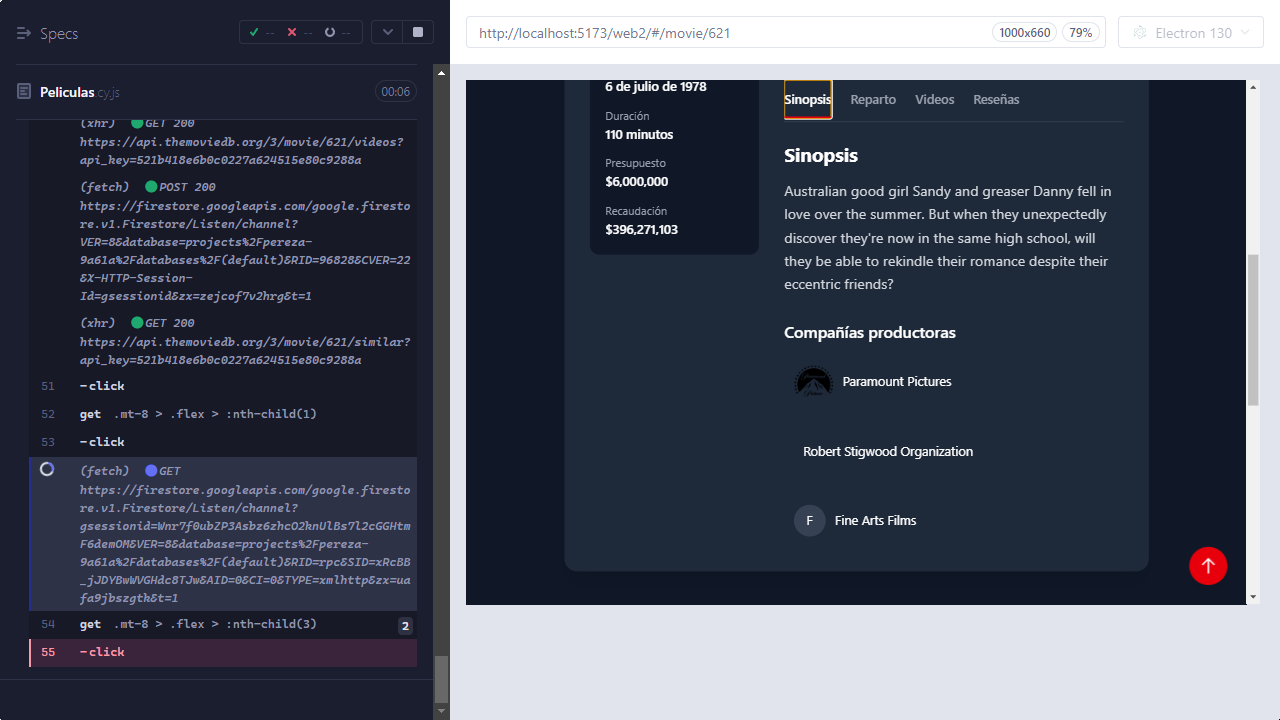 Specs
-- -- --
Peliculas cy.js
00:06
(xhr) GET 200
https://api.themoviedb.org/3/movie/621/videos?
api_key=521b418e6b0c0227a624515e80c9288a
(fetch) POST 200
https://firestore.googleapis.com/google.firesto
re.v1.Firestore/Listen/channel?
VER=8&database=projects%2Fpereza-
9a61a%2Fdatabases%2F(default)&RID=96828&CVER=22
&X-HTTP-Session-
Id=gsessionid&zx=zejcof7v2hrg&t=1
(xhr) GET 200
https://api.themoviedb.org/3/movie/621/similar?
api_key=521b418e6b0c0227a624515e80c9288a
51 -click
52 get .mt-8 > .flex > :nth-child(1)
53 -click
(fetch) GET
https://firestore.googleapis.com/google.firesto
re.v1.Firestore/Listen/channel?
gsessionid=Wnr7f0ubZP3Asbz6zhcO2knUlBs7l2cGGHtm
F6demOM&VER=8&database=projects%2Fpereza-
9a61a%2Fdatabases%2F(default)&RID=rpc&SID=xRcBB
_jJDYBwWVGHdc8TJw&AID=0&CI=0&TYPE=xmlhttp&zx=ua
fa9jbszgth&t=1
54 get .mt-8 > .flex > :nth-child(3) 2
55 -click
http://localhost:5173/web2/#/movie/621
1000x660
79%
Electron 130
6 de julio de 1978
Duración
110 minutos
Presupuesto
$6,000,000
Recaudación
$396,271,103
Sinopsis Reparto Videos Reseñas
Sinopsis
Australian good girl Sandy and greaser Danny fell in
love over the summer. But when they unexpectedly
discover they're now in the same high school, will
they be able to rekindle their romance despite their
eccentric friends?
Compañías productoras
Paramount Pictures
Robert Stigwood Organization
F Fine Arts Films